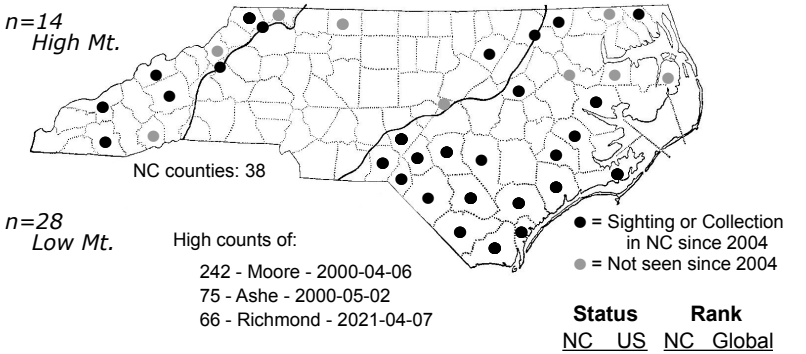 n=14
High Mt.
NC counties: 38
n=28
Low Mt.
High counts of:
242 - Moore - 2000-04-06
75 - Ashe - 2000-05-02
66 - Richmond - 2021-04-07
= Sighting or Collection
in NC since 2004
= Not seen since 2004
Status Rank
NC US NC Global